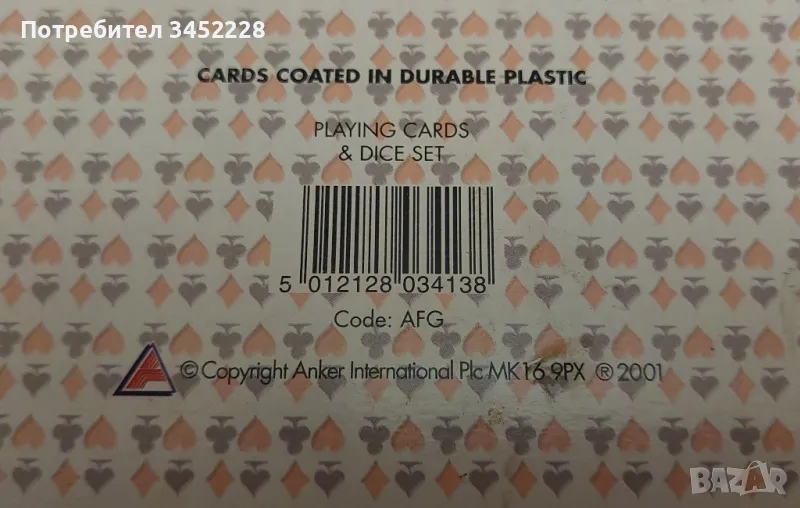 Потребител 3452228
CARDS COATED IN DURABLE PLASTIC
PLAYING CARDS
& DICE SET
5 012128 034138
Code: AFG
© Copyright Anker International Plc MK16 9PX ® 2001
BAZAR